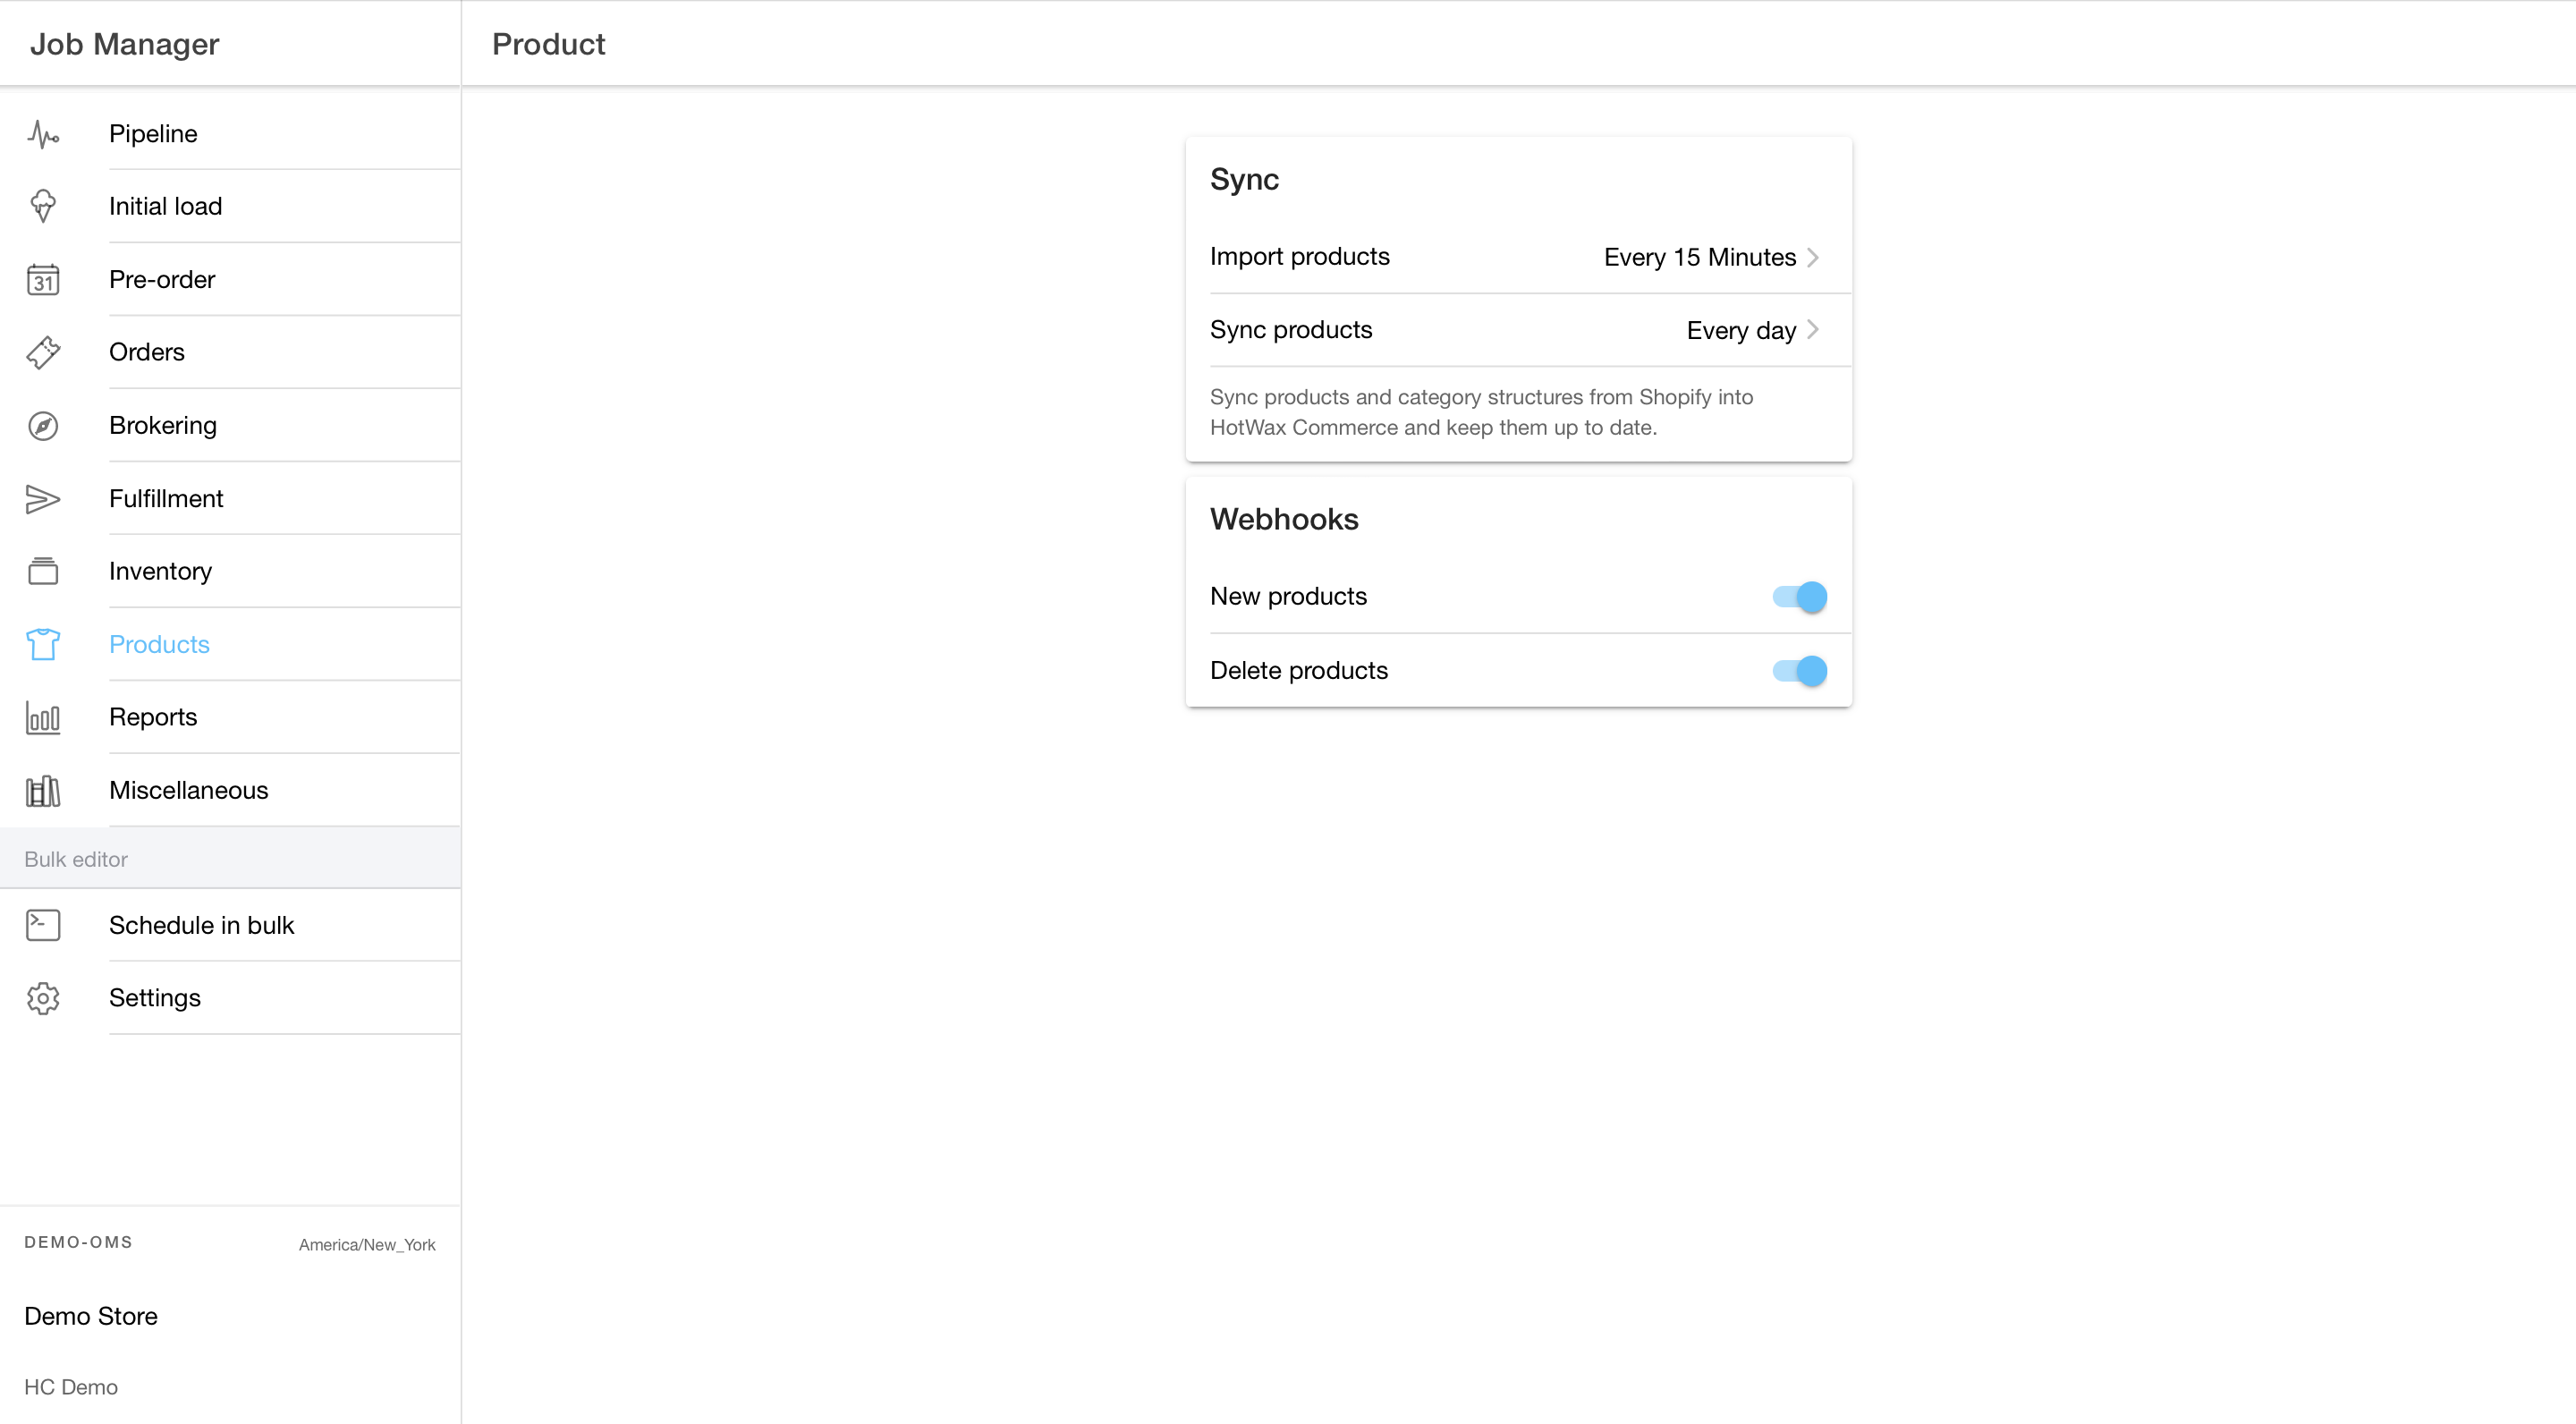 Job Manager
Product
Pipeline
Initial load
31
Pre-order
Orders
Brokering
Fulfillment
Inventory
Products
Reports
Miscellaneous
Bulk editor
Schedule in bulk
Settings
DEMO-OMS
America/New_York
Demo Store
HC Demo
Sync
Import products
Every 15 Minutes
Sync products
Every day
Sync products and category structures from Shopify into
HotWax Commerce and keep them up to date.
Webhooks
New products
Delete products